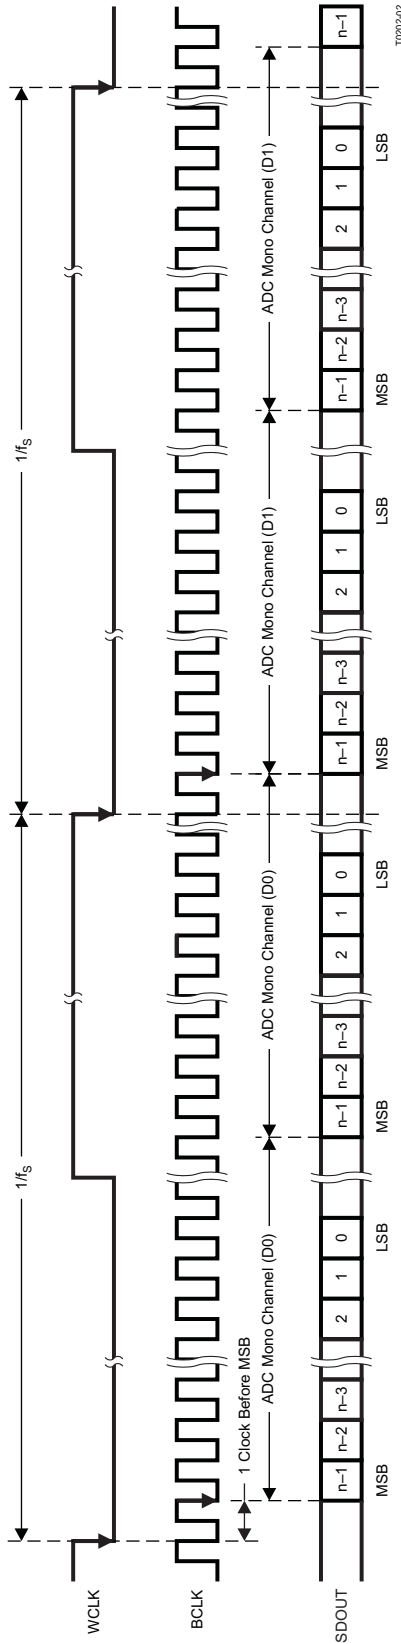 1/fS
1/fS
WCLK
BCLK
1 Clock Before MSB
ADC Mono Channel (D0)
ADC Mono Channel (D0)
ADC Mono Channel (D1)
ADC Mono Channel (D1)
SDOUT
n–1 n–2 n–3 2 1 0 n–1 n–2 n–3 2 1 0 n–1 n–2 n–3 2 1 0 n–1 n–2 n–3 2 1 0 n–1
MSB LSB MSB LSB MSB LSB MSB LSB
T0202-02